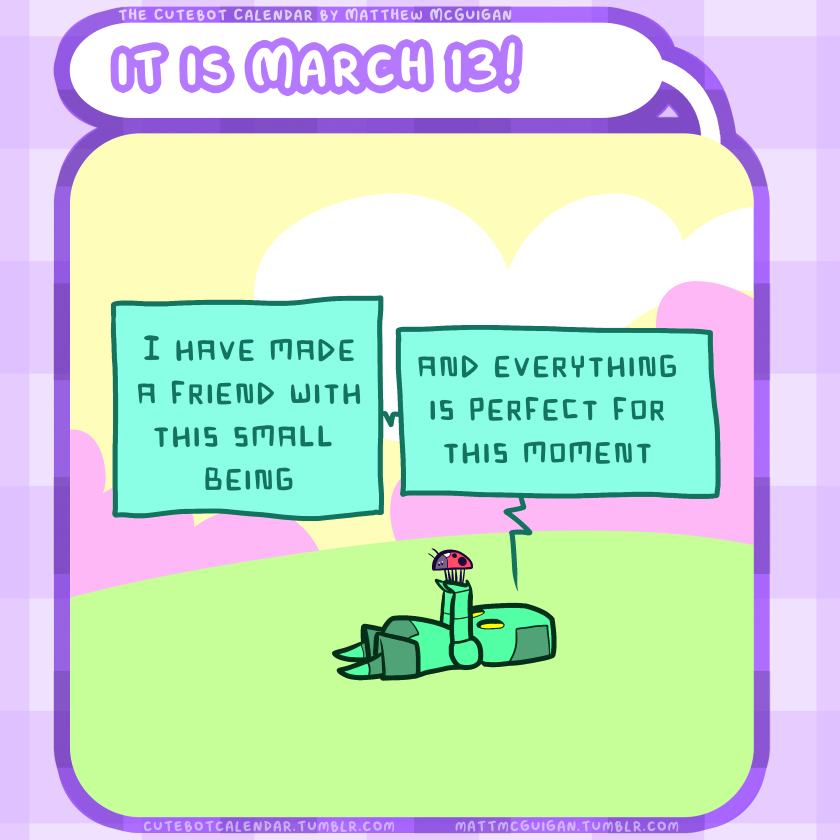 THE CUTEBOT CALENDAR BY MATTHEW MCGUIGAN
IT IS MARCH 13!
I HAVE MADE
A FRIEND WITH
THIS SMALL
BEING
AND EVERYTHING
IS PERFECT FOR
THIS MOMENT
CUTEBOTCALENDAR.TUMBLR.COM
MATTMCGUIGAN.TUMBLR.COM